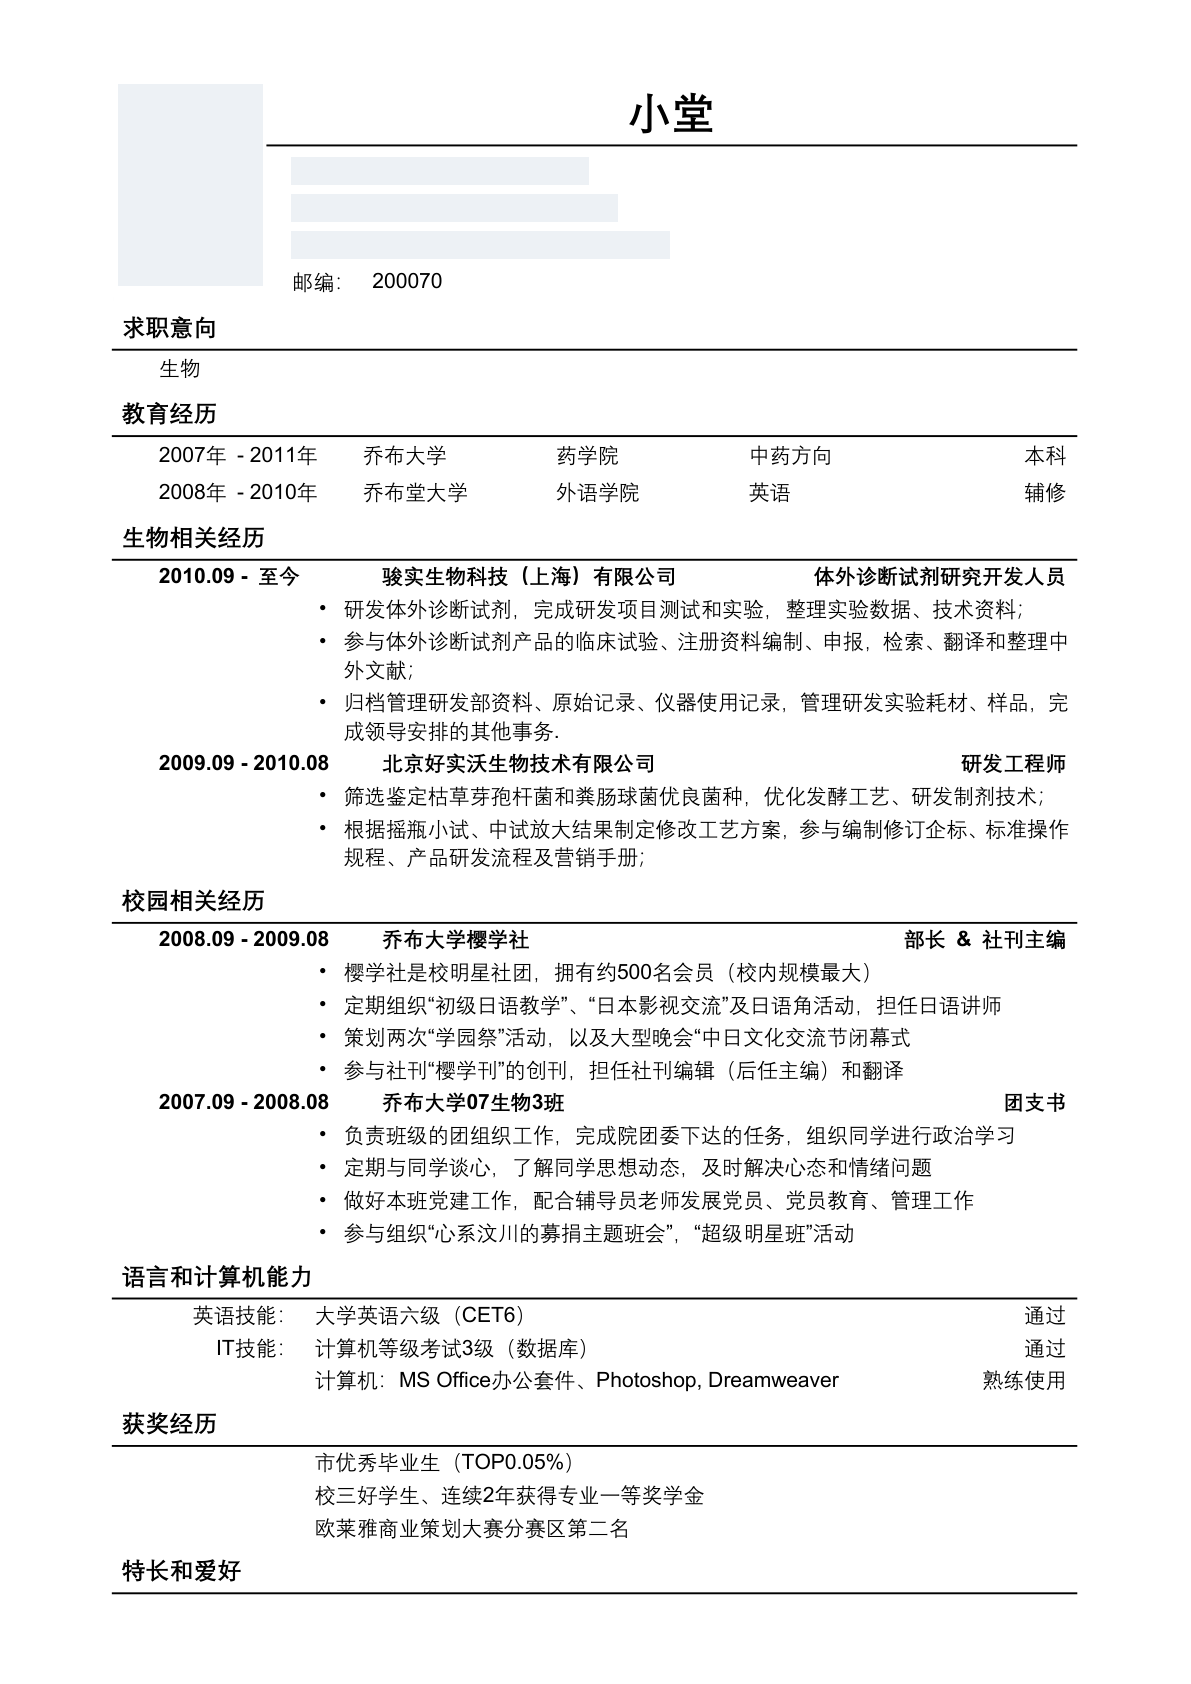 小堂
邮编： 200070
求职意向
生物
教育经历
2007年 - 2011年 乔布大学 药学院 中药方向 本科
2008年 - 2010年 乔布堂大学 外语学院 英语 辅修
生物相关经历
2010.09 - 至今 骏实生物科技（上海）有限公司 体外诊断试剂研究开发人员
• 研发体外诊断试剂，完成研发项目测试和实验，整理实验数据、技术资料；
• 参与体外诊断试剂产品的临床试验、注册资料编制、申报，检索、翻译和整理中
外文献；
• 归档管理研发部资料、原始记录、仪器使用记录，管理研发实验耗材、样品，完
成领导安排的其他事务.
2009.09 - 2010.08 北京好实沃生物技术有限公司 研发工程师
• 筛选鉴定枯草芽孢杆菌和粪肠球菌优良菌种，优化发酵工艺、研发制剂技术；
• 根据摇瓶小试、中试放大结果制定修改工艺方案，参与编制修订企标、标准操作
规程、产品研发流程及营销手册；
校园相关经历
2008.09 - 2009.08 乔布大学樱学社 部长 & 社刊主编
• 樱学社是校明星社团，拥有约500名会员（校内规模最大）
• 定期组织“初级日语教学”、“日本影视交流”及日语角活动，担任日语讲师
• 策划两次“学园祭”活动，以及大型晚会“中日文化交流节闭幕式
• 参与社刊“樱学刊”的创刊，担任社刊编辑（后任主编）和翻译
2007.09 - 2008.08 乔布大学07生物3班 团支书
• 负责班级的团组织工作，完成院团委下达的任务，组织同学进行政治学习
• 定期与同学谈心，了解同学思想动态，及时解决心态和情绪问题
• 做好本班党建工作，配合辅导员老师发展党员、党员教育、管理工作
• 参与组织“心系汶川的募捐主题班会”，“超级明星班”活动
语言和计算机能力
英语技能： 大学英语六级（CET6） 通过
IT技能： 计算机等级考试3级（数据库） 通过
计算机：MS Office办公套件、Photoshop, Dreamweaver 熟练使用
获奖经历
市优秀毕业生（TOP0.05%）
校三好学生、连续2年获得专业一等奖学金
欧莱雅商业策划大赛分赛区第二名
特长和爱好